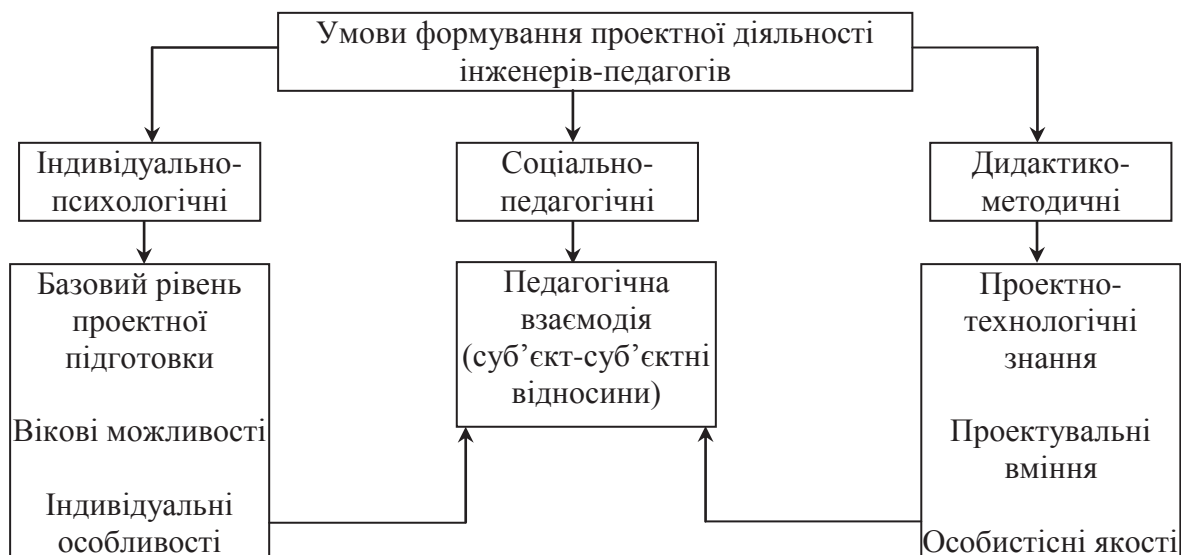 Умови формування проектної діяльності
інженерів-педагогів
Індивідуально-
психологічні
Соціально-
педагогічні
Дидактико-
методичні
Базовий рівень
проектної
підготовки
Вікові можливості
Індивідуальні
особливості
Педагогічна
взаємодія
(суб’єкт-суб’єктні
відносини)
Проектно-
технологічні
знання
Проектувальні
вміння
Особистісні якості